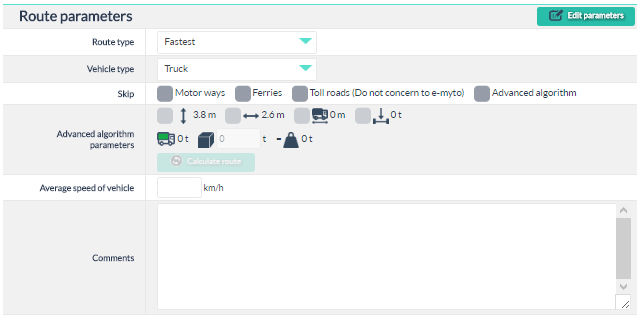 Route parameters
Edit parameters
Route type
Fastest
Vehicle type
Truck
Skip
Motor ways
Ferries
Toll roads (Do not concern to e-myto)
Advanced algorithm
Advanced algorithm
parameters
3.8 m
2.6 m
0 m
0 t
0 t
0
t
- 0 t
Calculate route
Average speed of vehicle
km/h
Comments